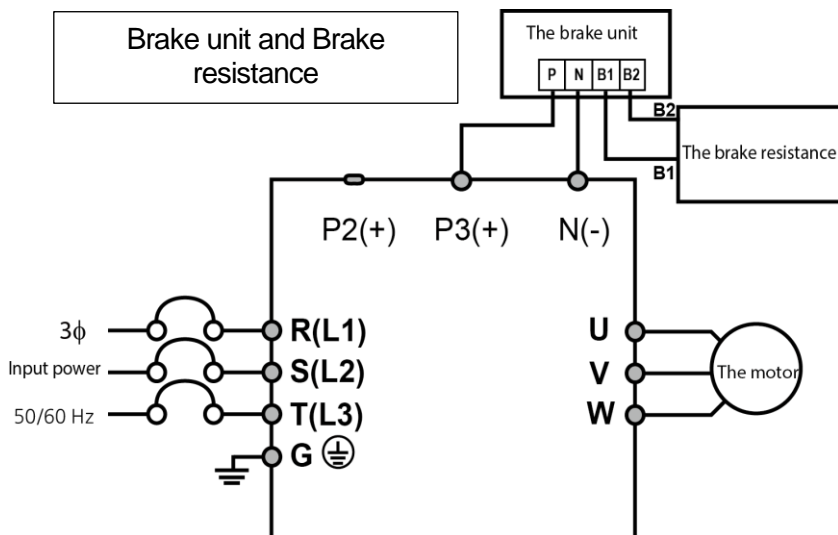 Brake unit and Brake
resistance
The brake unit
P N B1 B2
B2
The brake resistance
B1
P2(+) P3(+) N(-)
3ϕ
R(L1)
U
Input power
S(L2)
V
The motor
50/60 Hz
T(L3)
W
G